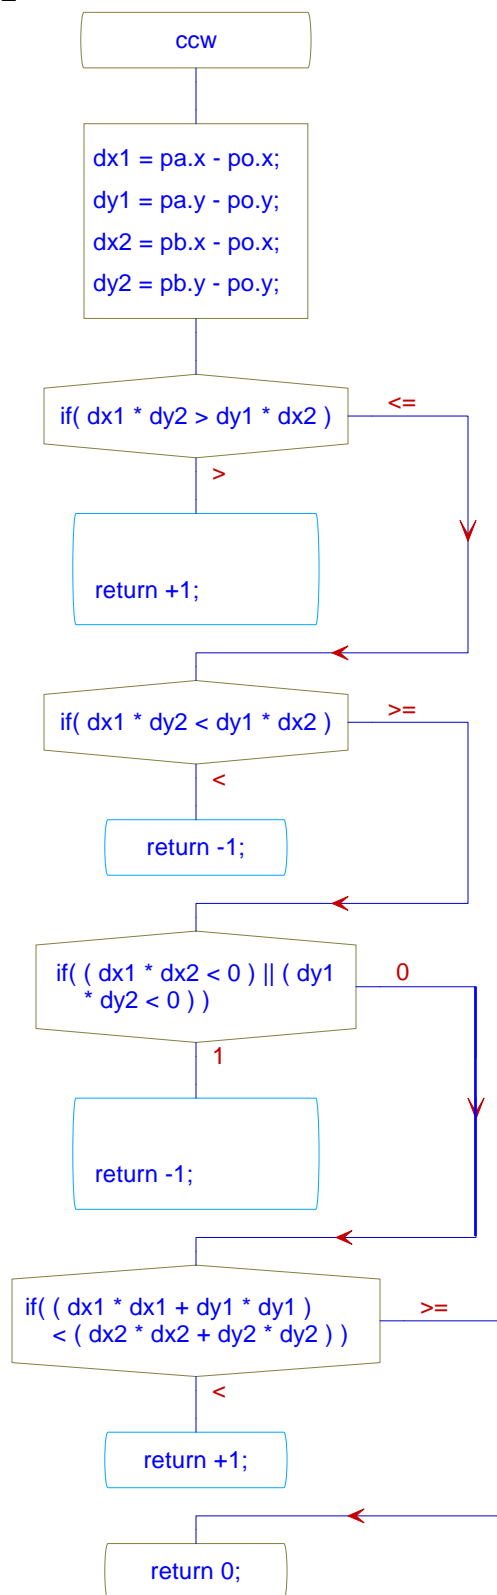 ccw
dx1 = pa.x - po.x;
dy1 = pa.y - po.y;
dx2 = pb.x - po.x;
dy2 = pb.y - po.y;
if( dx1 * dy2 > dy1 * dx2 )
<=
>
return +1;
if( dx1 * dy2 < dy1 * dx2 )
>=
<
return -1;
if( ( dx1 * dx2 < 0 ) || ( dy1
* dy2 < 0 ) )
0
1
return -1;
if( ( dx1 * dx1 + dy1 * dy1 )
< ( dx2 * dx2 + dy2 * dy2 ) )
>=
<
return +1;
return 0;